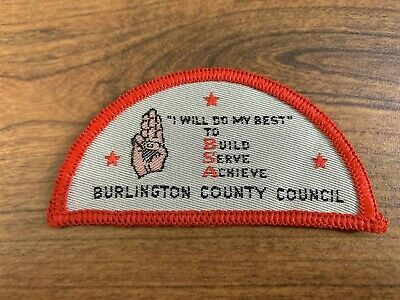 "I WILL DO MY BEST"
TO
BUILD
SERVE
ACHIEVE
BURLINGTON COUNTY COUNCIL